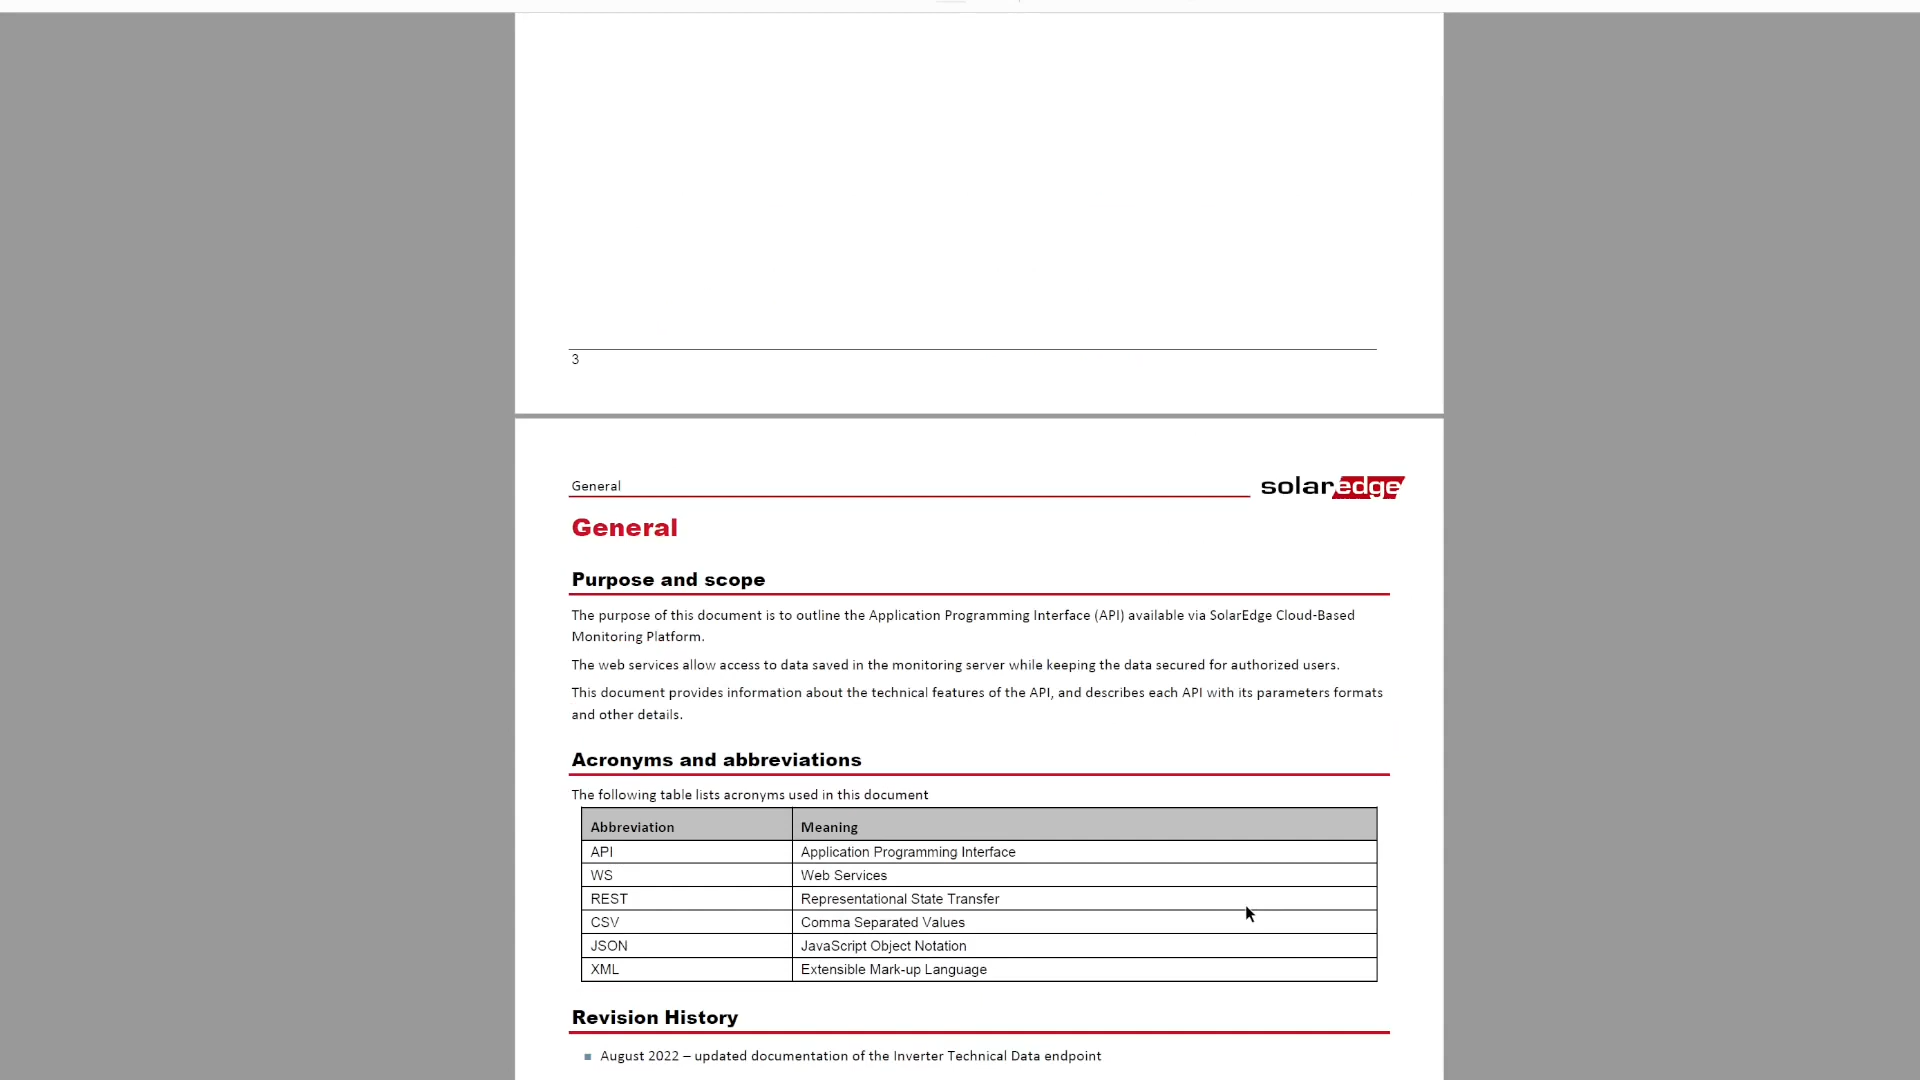 3
General
solaredge
General
Purpose and scope
The purpose of this document is to outline the Application Programming Interface (API) available via SolarEdge Cloud-Based
Monitoring Platform.
The web services allow access to data saved in the monitoring server while keeping the data secured for authorized users.
This document provides information about the technical features of the API, and describes each API with its parameters formats
and other details.
Acronyms and abbreviations
The following table lists acronyms used in this document
Abbreviation Meaning
API Application Programming Interface
WS Web Services
REST Representational State Transfer
CSV Comma Separated Values
JSON JavaScript Object Notation
XML Extensible Mark-up Language
Revision History
■ August 2022 – updated documentation of the Inverter Technical Data endpoint